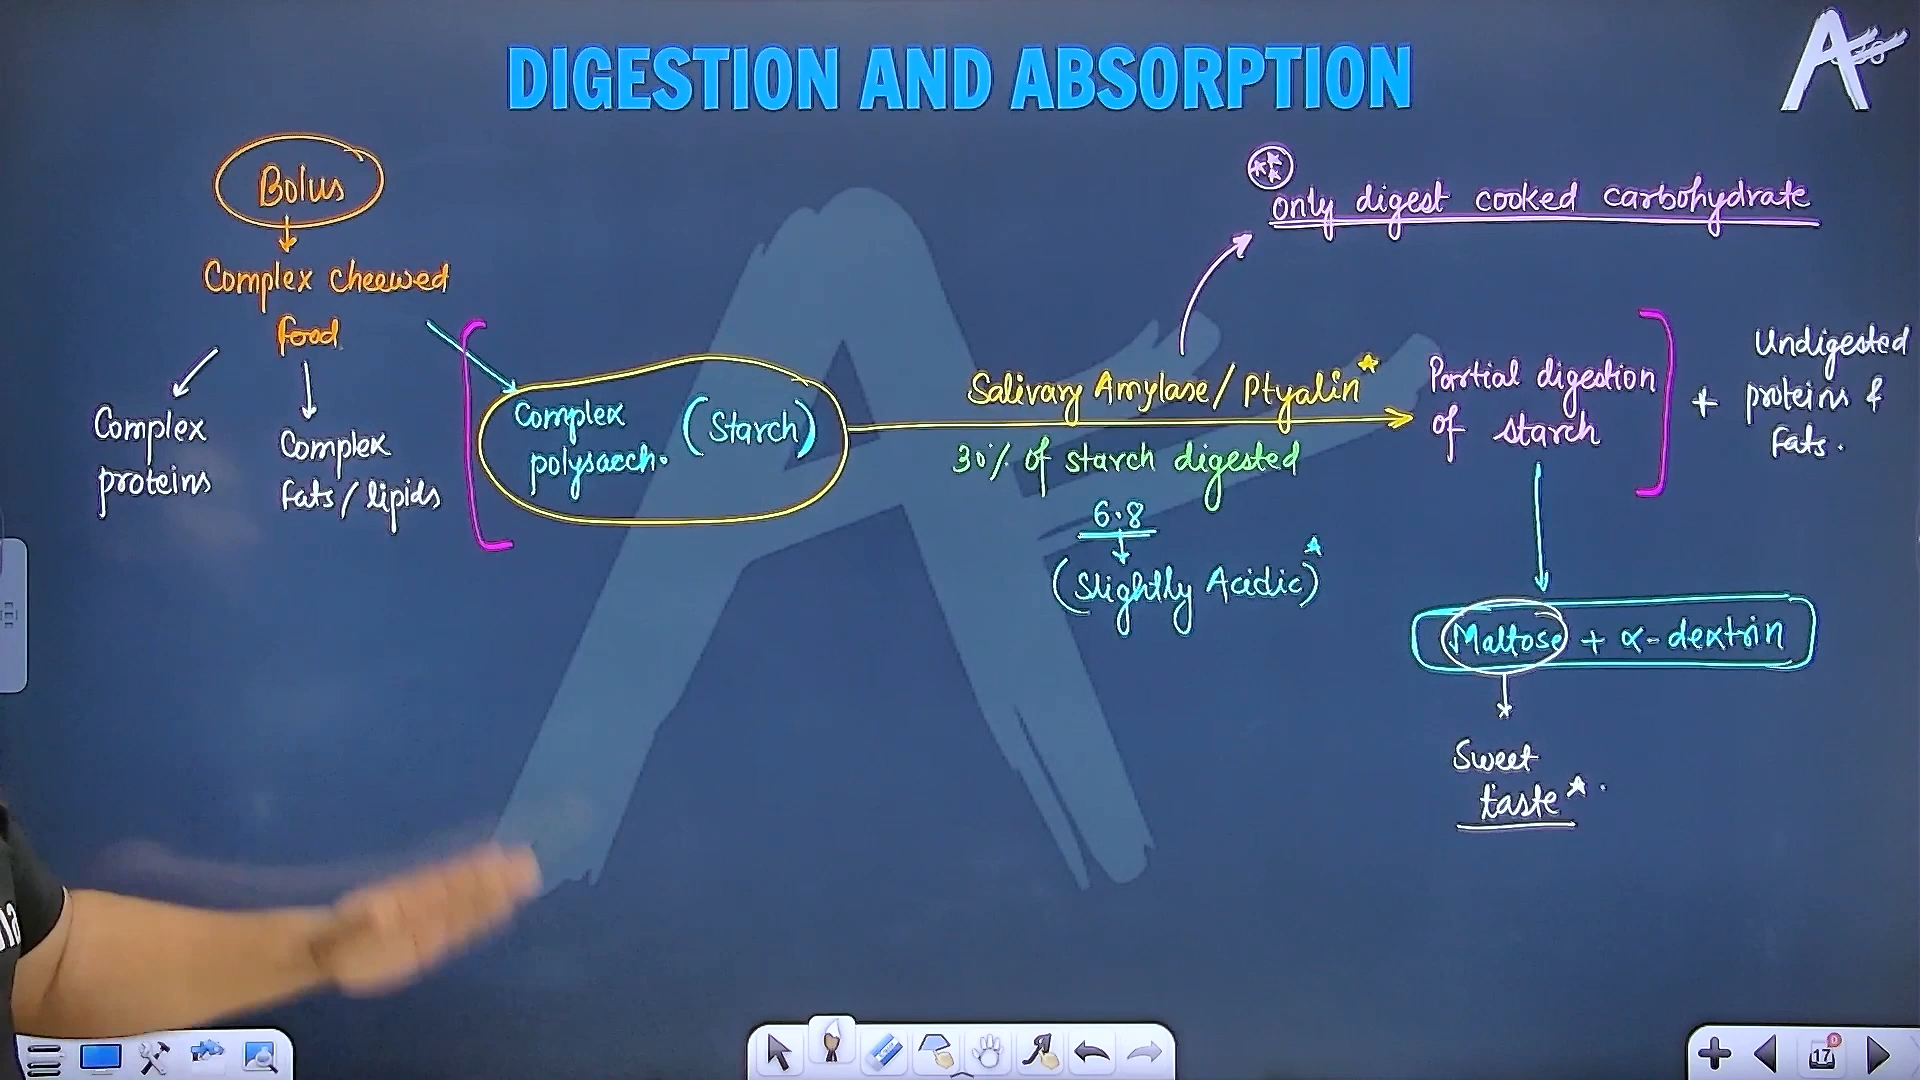 DIGESTION AND ABSORPTION
Bolus
Complex cheewed
food
Complex
proteins
Complex
fats/lipids
Complex
polysacch. (Starch)
Salivary Amylase/Ptyalin
30% of starch digested
6.8
(Slightly Acidic)
only digest cooked carbohydrate
Partial digestion
of starch
+
Undigested
proteins &
fats.
Maltose + α-dextrin
Sweet
taste
17